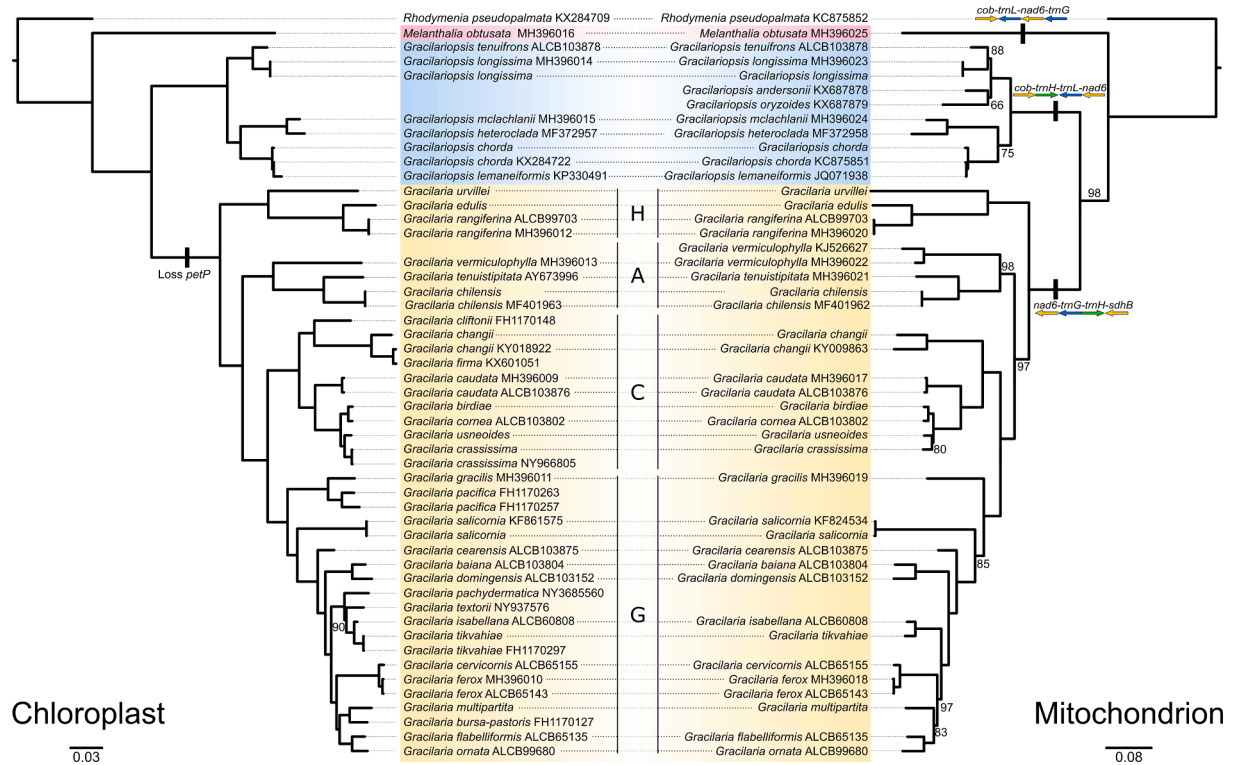 cob-trnL-nad6-trnG
Rhodymenia pseudopalmata KX284709 Rhodymenia pseudopalmata KC875852
Melanthalia obtusata MH396016 Melanthalia obtusata MH396025
Gracilariopsis tenuifrons ALCB103878 Gracilariopsis tenuifrons ALCB103878 88
Gracilariopsis longissima MH396014 Gracilariopsis longissima MH396023
Gracilariopsis longissima Gracilariopsis longissima
Gracilariopsis andersonii KX687878
cob-trnH-trnL-nad6
Gracilariopsis oryzoides KX687879 66
Gracilariopsis mclachlanii MH396015 Gracilariopsis mclachlanii MH396024
Gracilariopsis heteroclada MF372957 Gracilariopsis heteroclada MF372958
Gracilariopsis chorda Gracilariopsis chorda 75
Gracilariopsis chorda KX284722 Gracilariopsis chorda KC875851
Gracilariopsis lemaneiformis KP330491 Gracilariopsis lemaneiformis JQ071938
Gracilaria urvillei Gracilaria urvillei 98
Gracilaria edulis Gracilaria edulis
H
Gracilaria rangiferina ALCB99703 Gracilaria rangiferina ALCB99703
Gracilaria rangiferina MH396012 Gracilaria rangiferina MH396020
Gracilaria vermiculophylla KJ526627
Gracilaria vermiculophylla MH396013 Gracilaria vermiculophylla MH396022 98
Loss petP
Gracilaria tenuistipitata AY673996 A Gracilaria tenuistipitata MH396021
Gracilaria chilensis Gracilaria chilensis
Gracilaria chilensis MF401963 Gracilaria chilensis MF401962
nad6-trnG-trnH-sdhB
Gracilaria cliftonii FH1170148
Gracilaria changii Gracilaria changii
Gracilaria changii KY018922 Gracilaria changii KY009863
Gracilaria firma KX601051 97
Gracilaria caudata MH396009 Gracilaria caudata MH396017
Gracilaria caudata ALCB103876 C Gracilaria caudata ALCB103876
Gracilaria birdiae Gracilaria birdiae
Gracilaria cornea ALCB103802 Gracilaria cornea ALCB103802
Gracilaria usneoides Gracilaria usneoides
Gracilaria crassissima Gracilaria crassissima 80
Gracilaria crassissima NY966805
Gracilaria gracilis MH396011 Gracilaria gracilis MH396019
Gracilaria pacifica FH1170263
Gracilaria pacifica FH1170257
Gracilaria salicornia KF861575 Gracilaria salicornia KF824534
Gracilaria salicornia Gracilaria salicornia
Gracilaria cearensis ALCB103875 Gracilaria cearensis ALCB103875
Gracilaria baiana ALCB103804 Gracilaria baiana ALCB103804 85
Gracilaria domingensis ALCB103152 Gracilaria domingensis ALCB103152
Gracilaria pachydermatica NY3685560
Gracilaria textorii NY937576
G
90 Gracilaria isabellana ALCB60808 Gracilaria isabellana ALCB60808
Gracilaria tikvahiae Gracilaria tikvahiae
Gracilaria tikvahiae FH1170297
Gracilaria cervicornis ALCB65155 Gracilaria cervicornis ALCB65155
Gracilaria ferox MH396010 Gracilaria ferox MH396018
Gracilaria ferox ALCB65143 Gracilaria ferox ALCB65143
Gracilaria multipartita Gracilaria multipartita 97
Chloroplast Mitochondrion
Gracilaria bursa-pastoris FH1170127
Gracilaria flabelliformis ALCB65135 Gracilaria flabelliformis ALCB65135 83
Gracilaria ornata ALCB99680 Gracilaria ornata ALCB99680
0.03 0.08